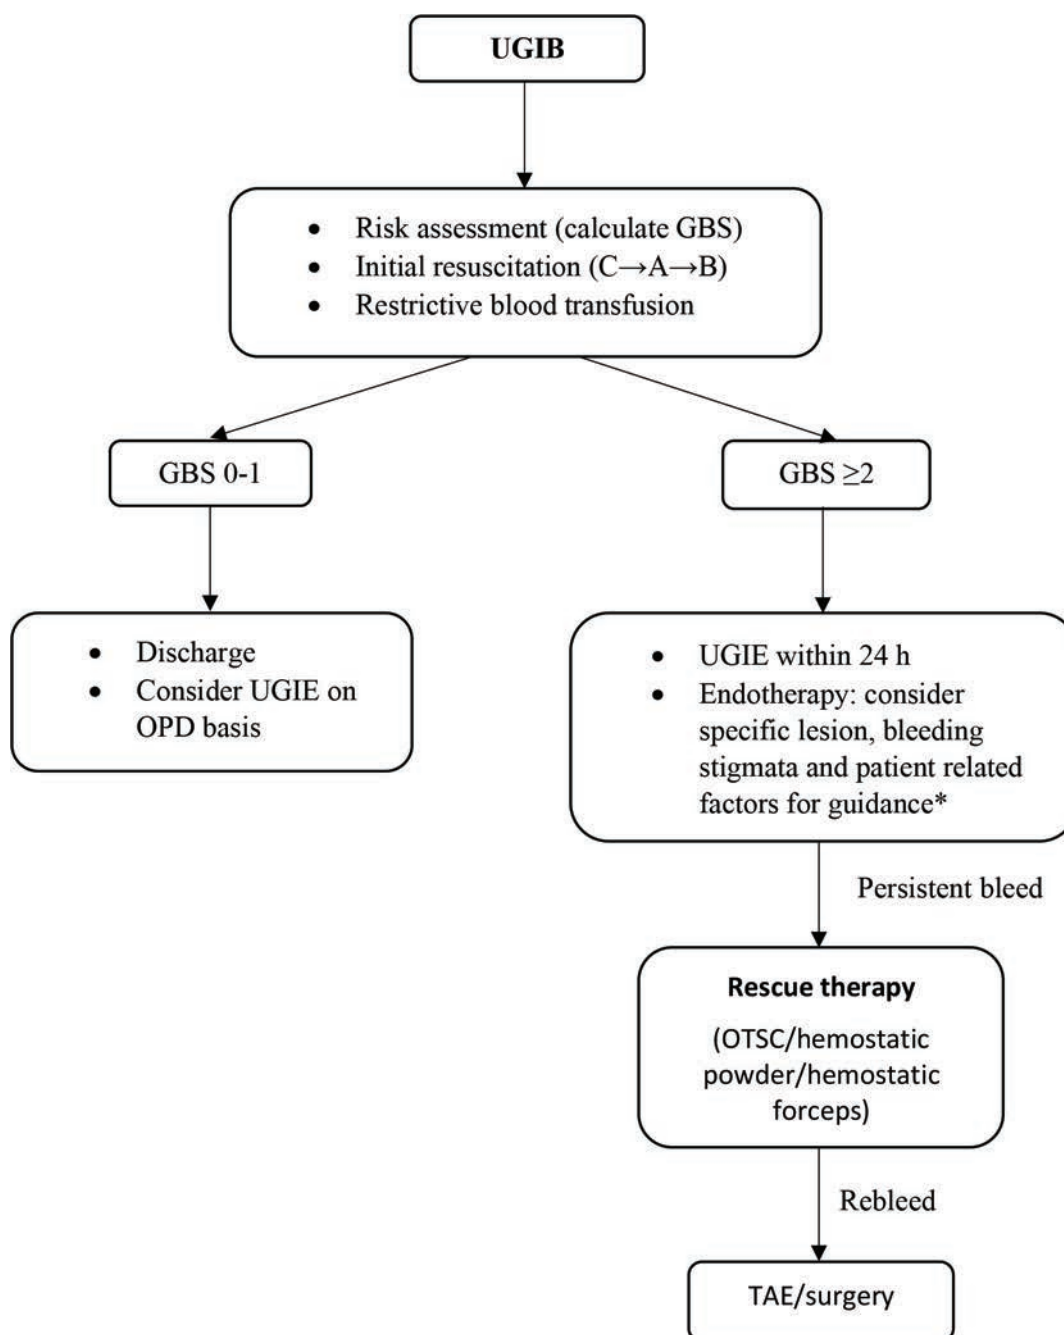 UGIB
• Risk assessment (calculate GBS)
• Initial resuscitation (C→A→B)
• Restrictive blood transfusion
GBS 0-1
GBS ≥2
• Discharge
• Consider UGIE on
OPD basis
• UGIE within 24 h
• Endotherapy: consider
specific lesion, bleeding
stigmata and patient related
factors for guidance*
Persistent bleed
Rescue therapy
(OTSC/hemostatic
powder/hemostatic
forceps)
Rebleed
TAE/surgery